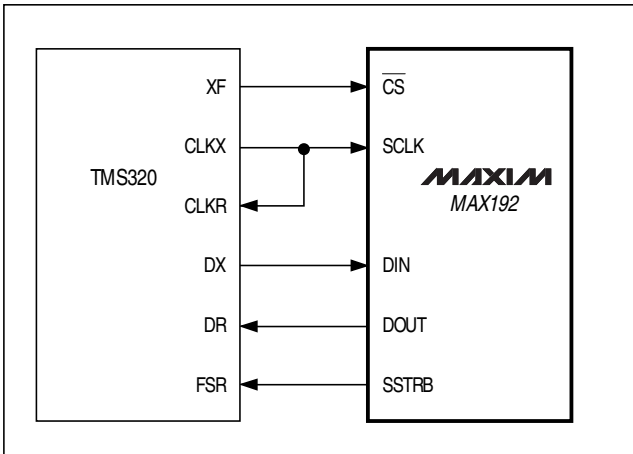 TMS320
XF
CLKX
CLKR
DX
DR
FSR
CS
SCLK
DIN
DOUT
SSTRB
MAXIM
MAX192